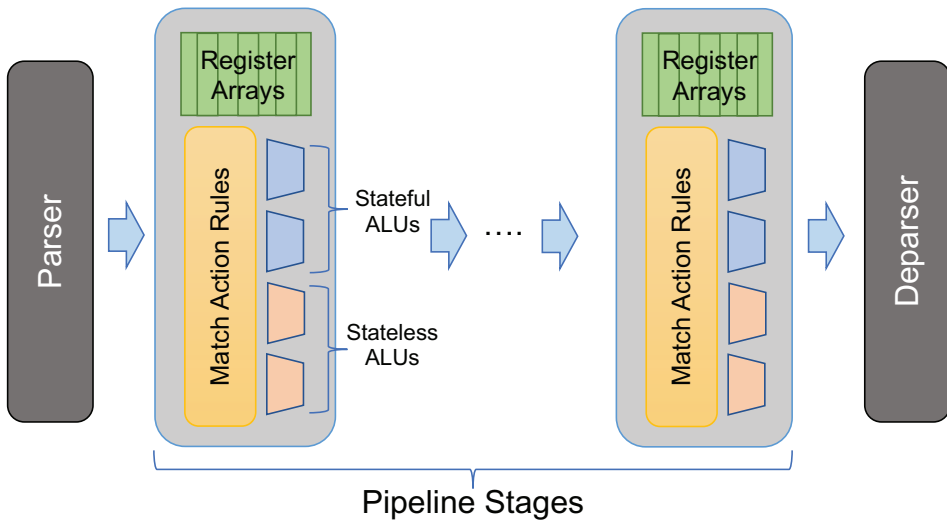 Parser
Register
Arrays
Match Action Rules
Stateful
ALUs
Stateless
ALUs
....
Register
Arrays
Match Action Rules
Deparser
Pipeline Stages